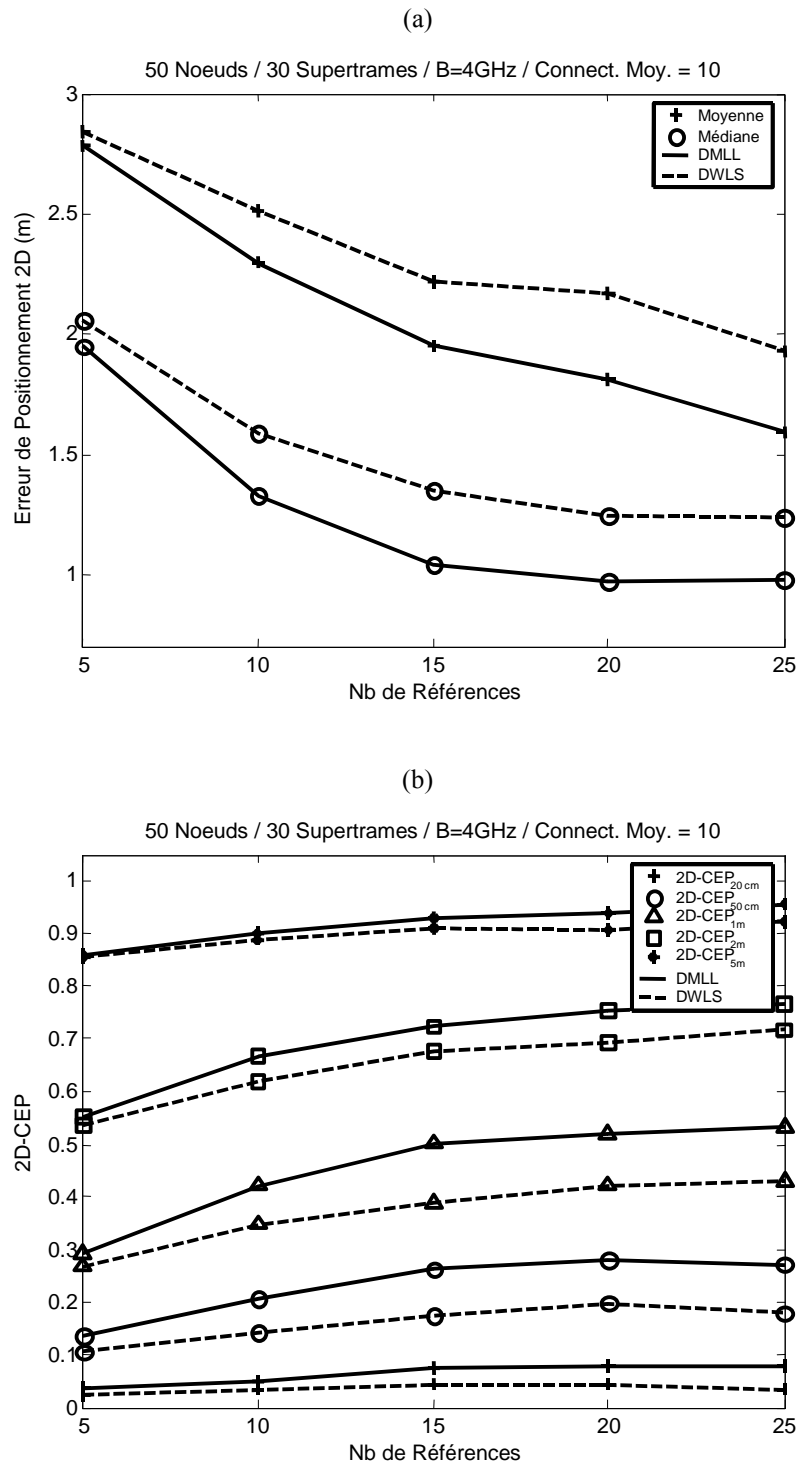 (a)
50 Noeuds / 30 Supertrames / B=4GHz / Connect. Moy. = 10
3
2.5
2
1.5
1
Erreur de Positionnement 2D (m)
Moyenne
Médiane
DMLL
DWLS
5
10
15
20
25
Nb de Références
(b)
50 Noeuds / 30 Supertrames / B=4GHz / Connect. Moy. = 10
1
0.9
0.8
0.7
0.6
0.5
0.4
0.3
0.2
0.1
0
2D-CEP
2D-CEP20 cm
2D-CEP50 cm
2D-CEP1m
2D-CEP2m
2D-CEP5m
DMLL
DWLS
5
10
15
20
25
Nb de Références